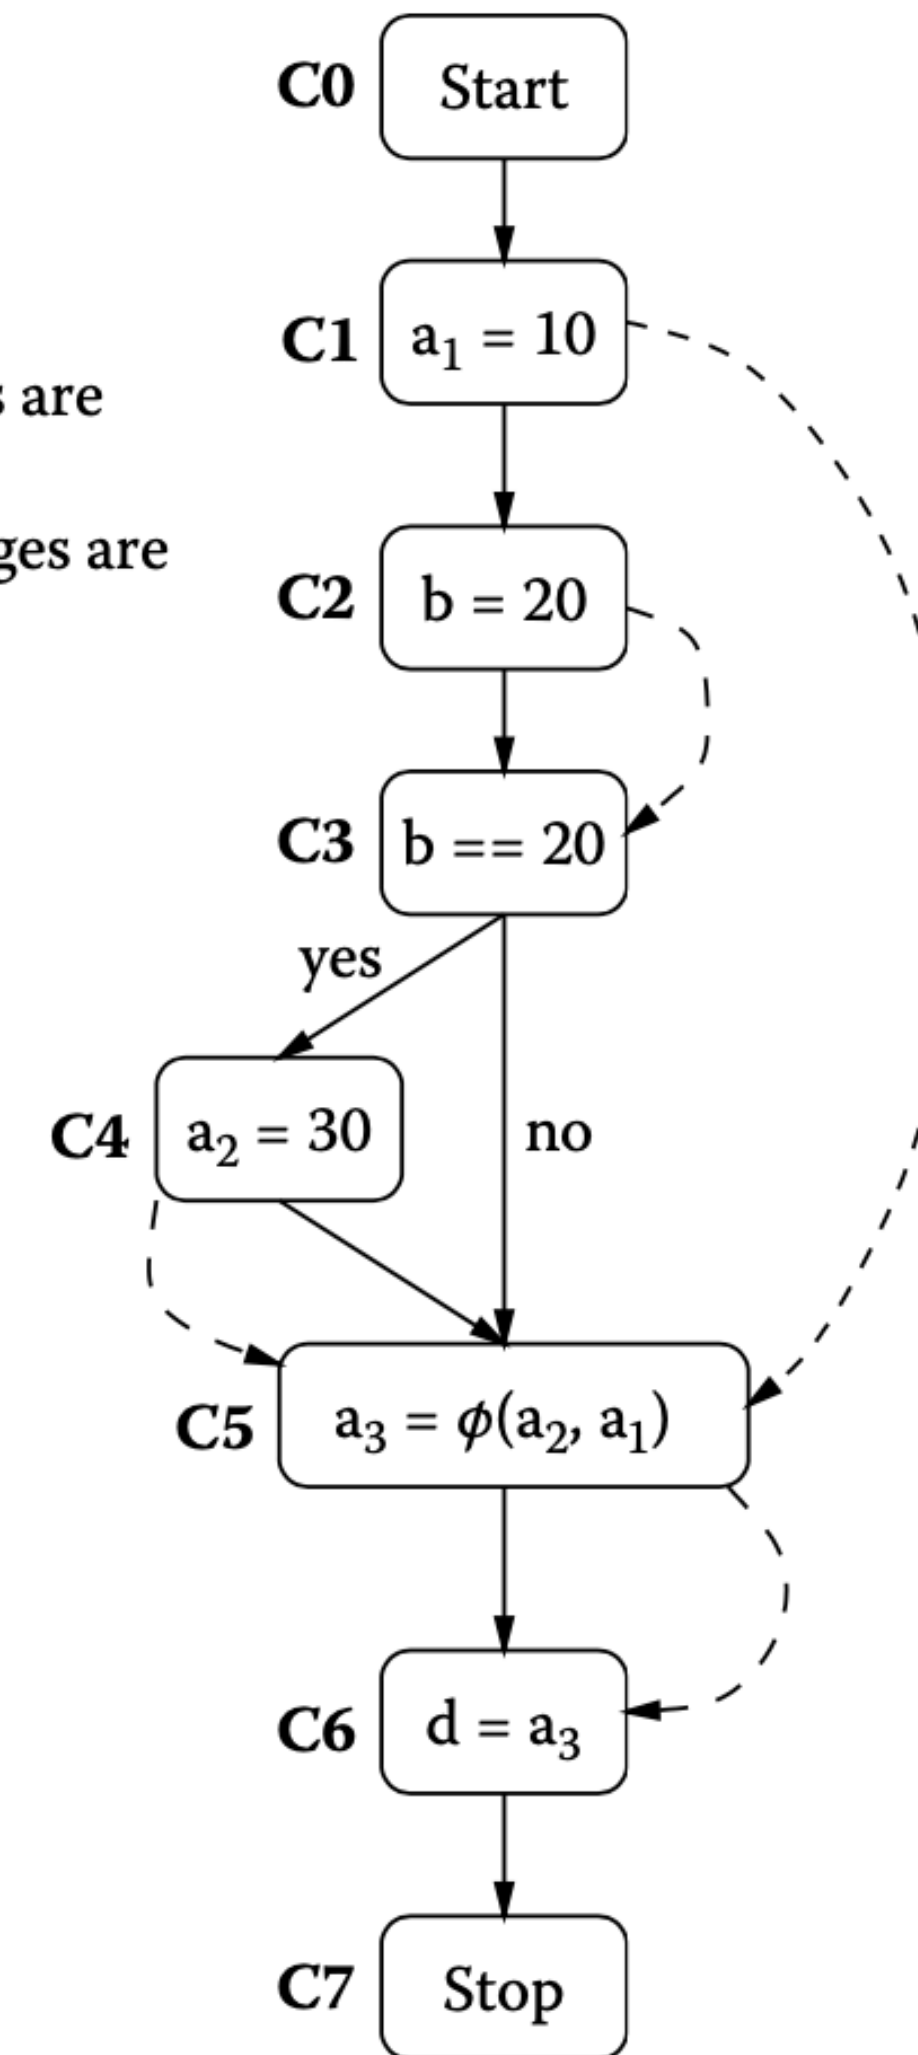 C0 Start
C1 a₁ = 10
s are
ges are
C2 b = 20
C3 b == 20
yes
C4 a₂ = 30
no
C5 a₃ = ϕ(a₂, a₁)
C6 d = a₃
C7 Stop